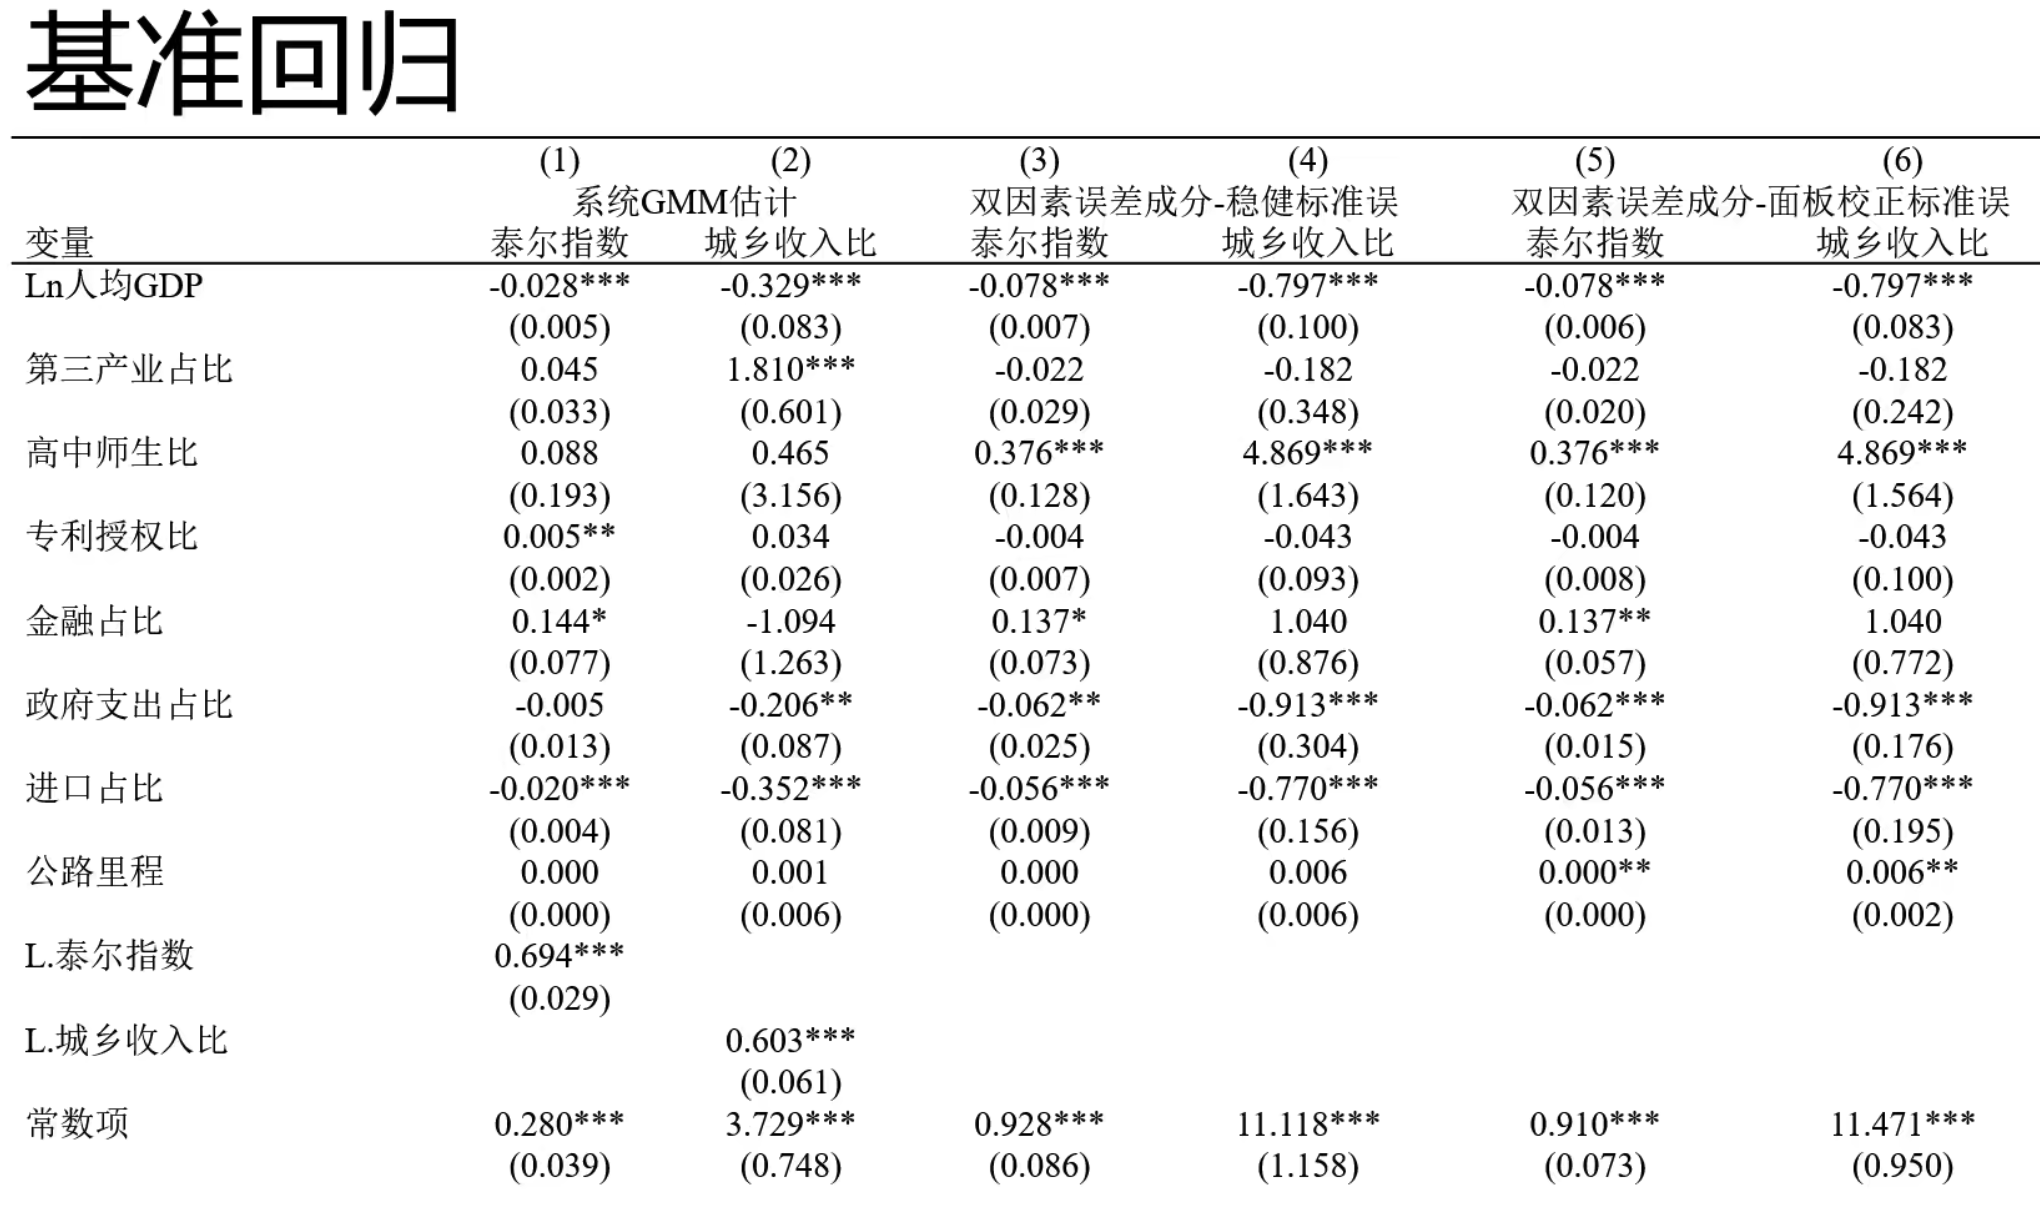 基准回归
(1) (2) (3) (4) (5) (6)
系统GMM估计 双因素误差成分-稳健标准误 双因素误差成分-面板校正标准误
变量 泰尔指数 城乡收入比 泰尔指数 城乡收入比 泰尔指数 城乡收入比
Ln人均GDP -0.028*** -0.329*** -0.078*** -0.797*** -0.078*** -0.797***
(0.005) (0.083) (0.007) (0.100) (0.006) (0.083)
第三产业占比 0.045 1.810*** -0.022 -0.182 -0.022 -0.182
(0.033) (0.601) (0.029) (0.348) (0.020) (0.242)
高中师生比 0.088 0.465 0.376*** 4.869*** 0.376*** 4.869***
(0.193) (3.156) (0.128) (1.643) (0.120) (1.564)
专利授权比 0.005** 0.034 -0.004 -0.043 -0.004 -0.043
(0.002) (0.026) (0.007) (0.093) (0.008) (0.100)
金融占比 0.144* -1.094 0.137* 1.040 0.137** 1.040
(0.077) (1.263) (0.073) (0.876) (0.057) (0.772)
政府支出占比 -0.005 -0.206** -0.062** -0.913*** -0.062*** -0.913***
(0.013) (0.087) (0.025) (0.304) (0.015) (0.176)
进口占比 -0.020*** -0.352*** -0.056*** -0.770*** -0.056*** -0.770***
(0.004) (0.081) (0.009) (0.156) (0.013) (0.195)
公路里程 0.000 0.001 0.000 0.006 0.000** 0.006**
(0.000) (0.006) (0.000) (0.006) (0.000) (0.002)
L.泰尔指数 0.694***
(0.029)
L.城乡收入比 0.603***
(0.061)
常数项 0.280*** 3.729*** 0.928*** 11.118*** 0.910*** 11.471***
(0.039) (0.748) (0.086) (1.158) (0.073) (0.950)